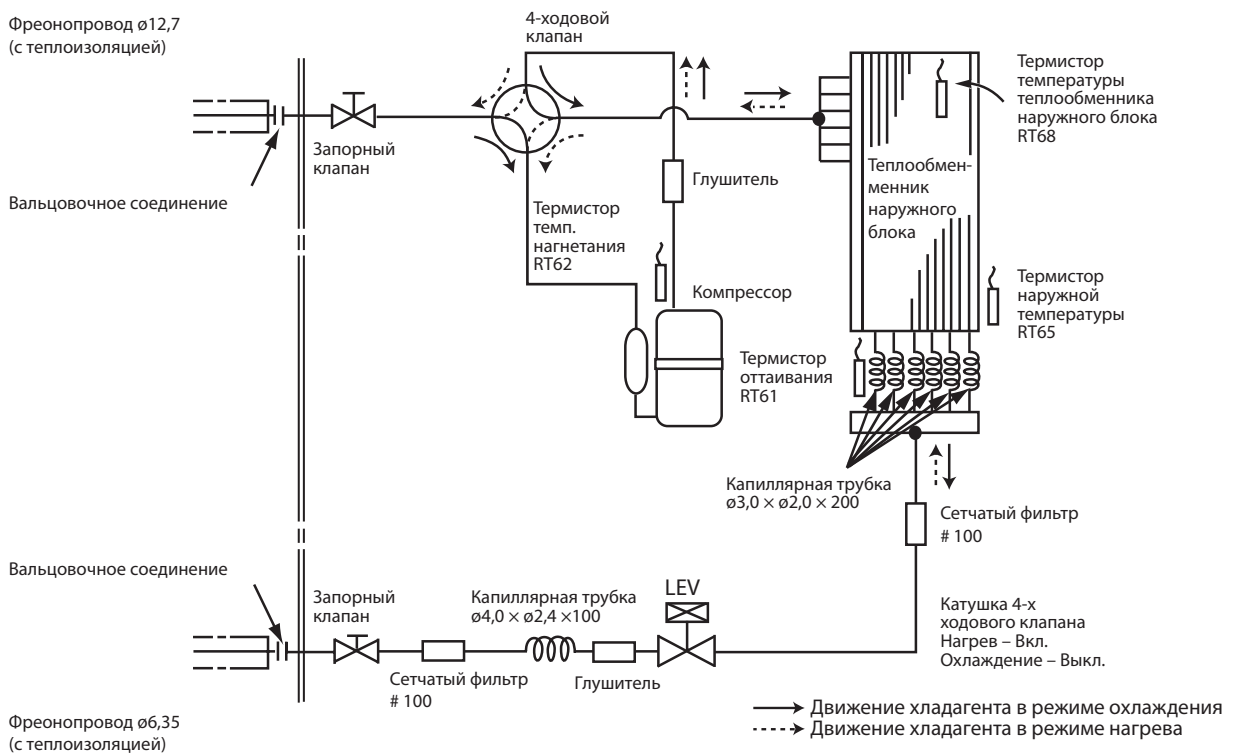 Фреонопровод ø12,7
(с теплоизоляцией)
4-ходовой
клапан
Термистор
температуры
теплообменника
наружного блока
RT68
Запорный
клапан
Вальцовочное соединение
Глушитель
Теплообмен-
менник
наружного
блока
Термистор
темп.
нагнетания
RT62
Компрессор
Термистор
наружной
температуры
RT65
Термистор
оттаивания
RT61
Капиллярная трубка
ø3,0 × ø2,0 × 200
Сетчатый фильтр
# 100
Вальцовочное соединение
Запорный
клапан
Капиллярная трубка
ø4,0 × ø2,4 ×100
LEV
Катушка 4-х
ходового клапана
Нагрев – Вкл.
Охлаждение – Выкл.
Сетчатый фильтр
# 100
Глушитель
Фреонопровод ø6,35
(с теплоизоляцией)
Движение хладагента в режиме охлаждения
Движение хладагента в режиме нагрева